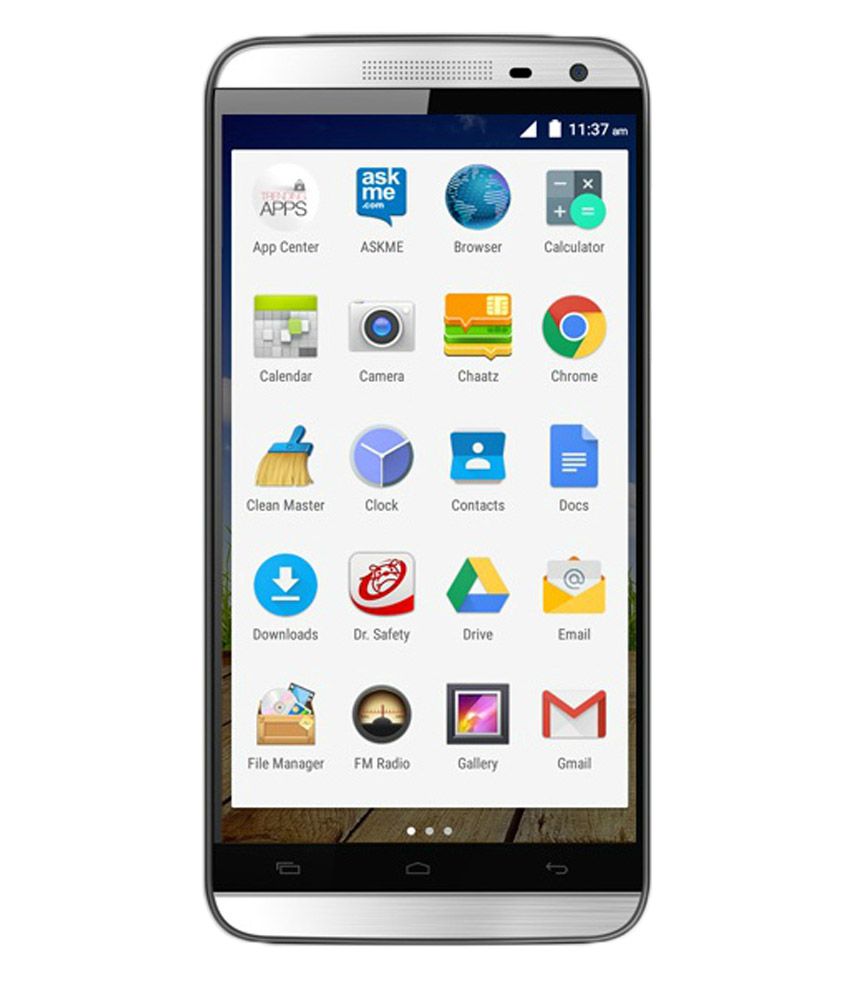 11:37 am
TRENDING
APPS
ask
me
.com
App Center ASKME Browser Calculator
Calendar Camera Chaatz Chrome
Clean Master Clock Contacts Docs
Downloads Dr. Safety Drive Email
File Manager FM Radio Gallery Gmail